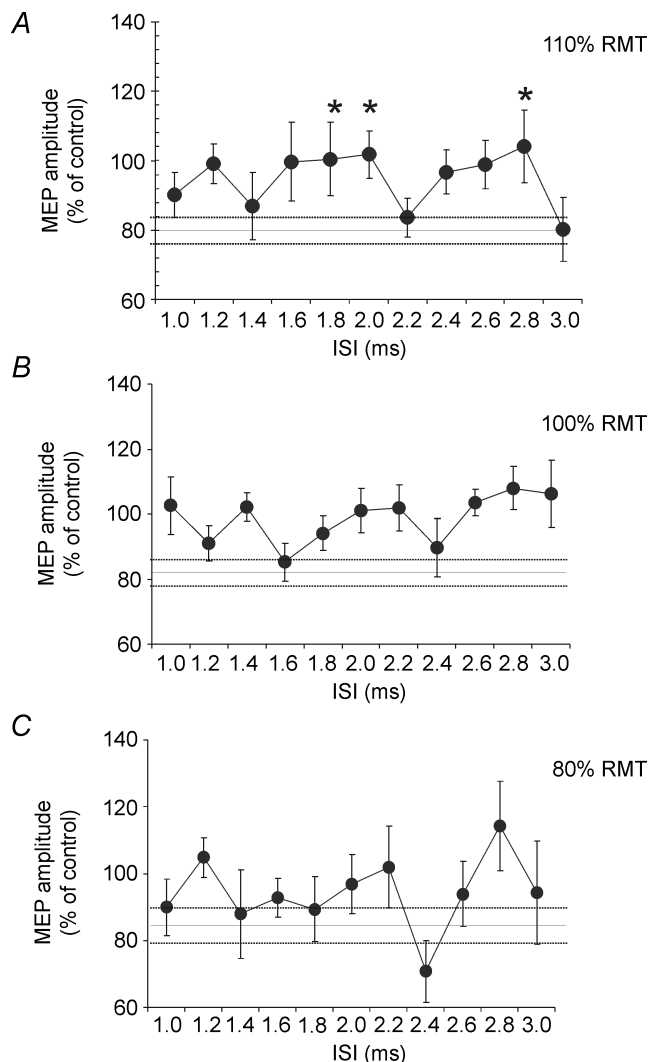 A
110% RMT
MEP amplitude
(% of control)
140
120
100
80
60
* * *
1.0 1.2 1.4 1.6 1.8 2.0 2.2 2.4 2.6 2.8 3.0
ISI (ms)
B
100% RMT
MEP amplitude
(% of control)
140
120
100
80
60
1.0 1.2 1.4 1.6 1.8 2.0 2.2 2.4 2.6 2.8 3.0
ISI (ms)
C
80% RMT
MEP amplitude
(% of control)
140
120
100
80
60
1.0 1.2 1.4 1.6 1.8 2.0 2.2 2.4 2.6 2.8 3.0
ISI (ms)